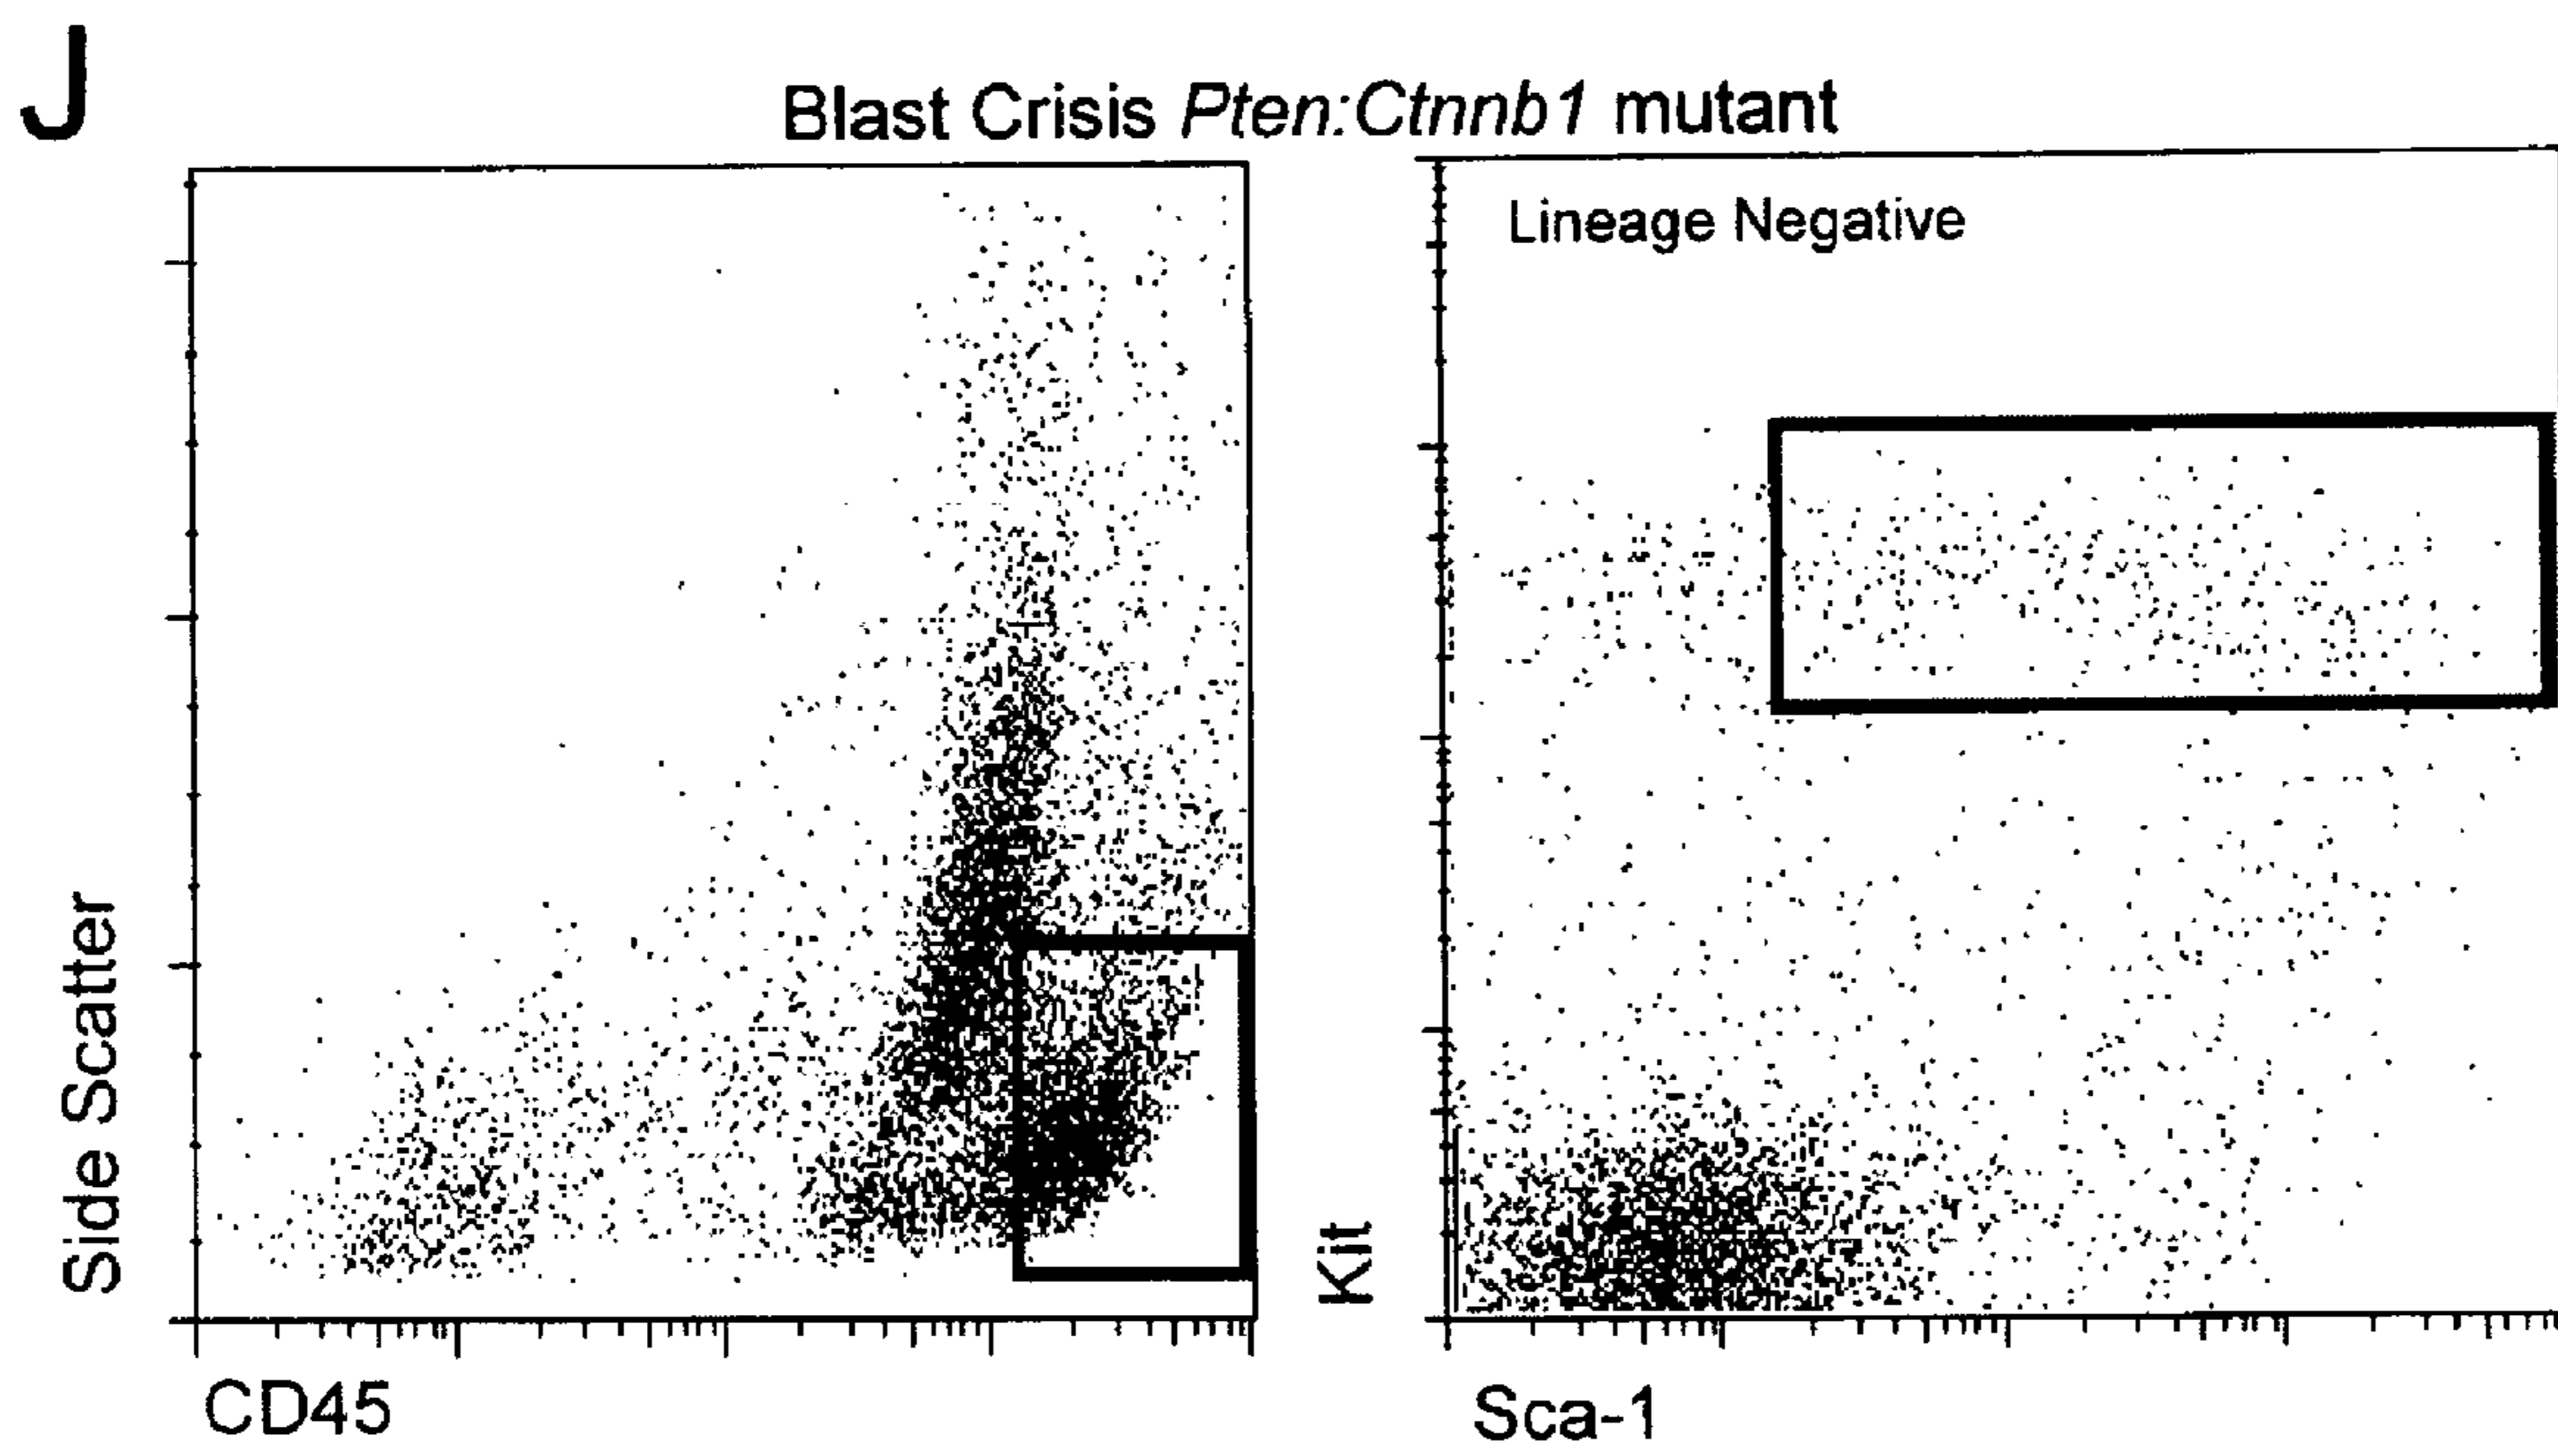 J
Blast Crisis Pten:Ctnnb1 mutant
Lineage Negative
Side Scatter
CD45
Kit
Sca-1